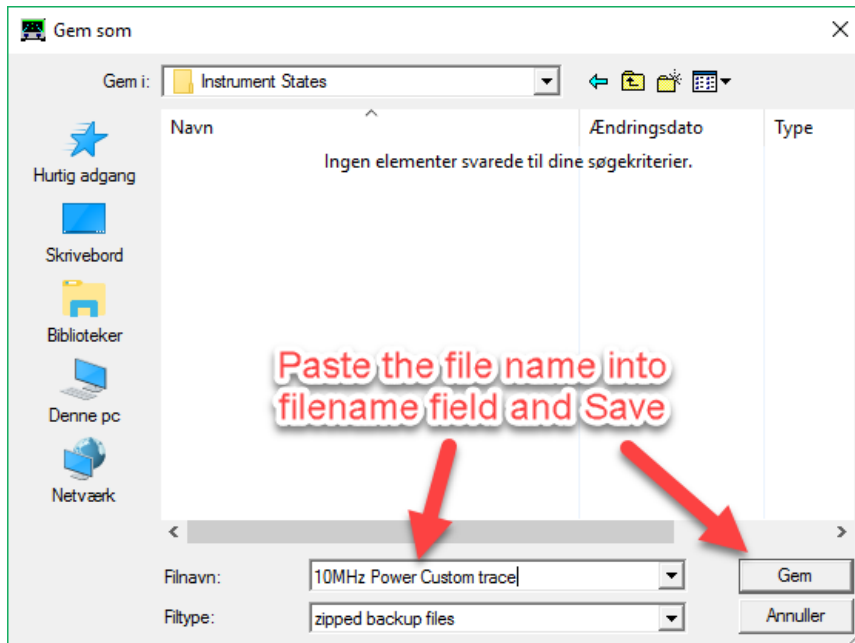 Gem som
Gem i: Instrument States
Navn Ændringsdato Type
Ingen elementer svarede til dine søgekriterier.
Hurtig adgang
Skrivebord
Biblioteker
Denne pc
Netværk
Paste the file name into
filename field and Save
Filnavn: 10MHz Power Custom trace Gem
Filtype: zipped backup files Annuller